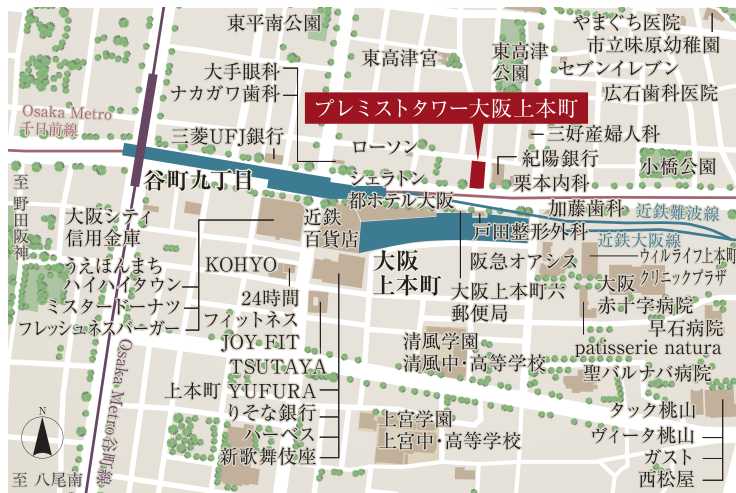 東平南公園
やまぐち医院
市立味原幼稚園
東高津宮
東高津
公園
セブンイレブン
大手眼科
ナカガワ歯科
広石歯科医院
プレミストタワー大阪上本町
Osaka Metro
千日前線
三菱UFJ銀行
ローソン
三好産婦人科
紀陽銀行
小橋公園
谷町九丁目
シェラトン
都ホテル大阪
栗本内科
至 野田阪神
大阪シティ
信用金庫
近鉄
百貨店
加藤歯科
近鉄難波線
戸田整形外科
近鉄大阪線
うえほんまち
ハイハイタウン
ミスタードーナツ
フレッシュネスバーガー
KOHYO
大阪
上本町
阪急オアシス
ウィルライフ上本町
クリニックプラザ
24時間
フィットネス
JOY FIT
大阪上本町六
郵便局
大阪
赤十字病院
早石病院
TSUTAYA
清風学園
清風中・高等学校
patisserie natura
聖バルナバ病院
Osaka Metro谷町線
上本町 YUFURA
りそな銀行
ハーベス
新歌舞伎座
上宮学園
上宮中・高等学校
タック桃山
ヴィータ桃山
ガスト
西松屋
N
至 八尾南